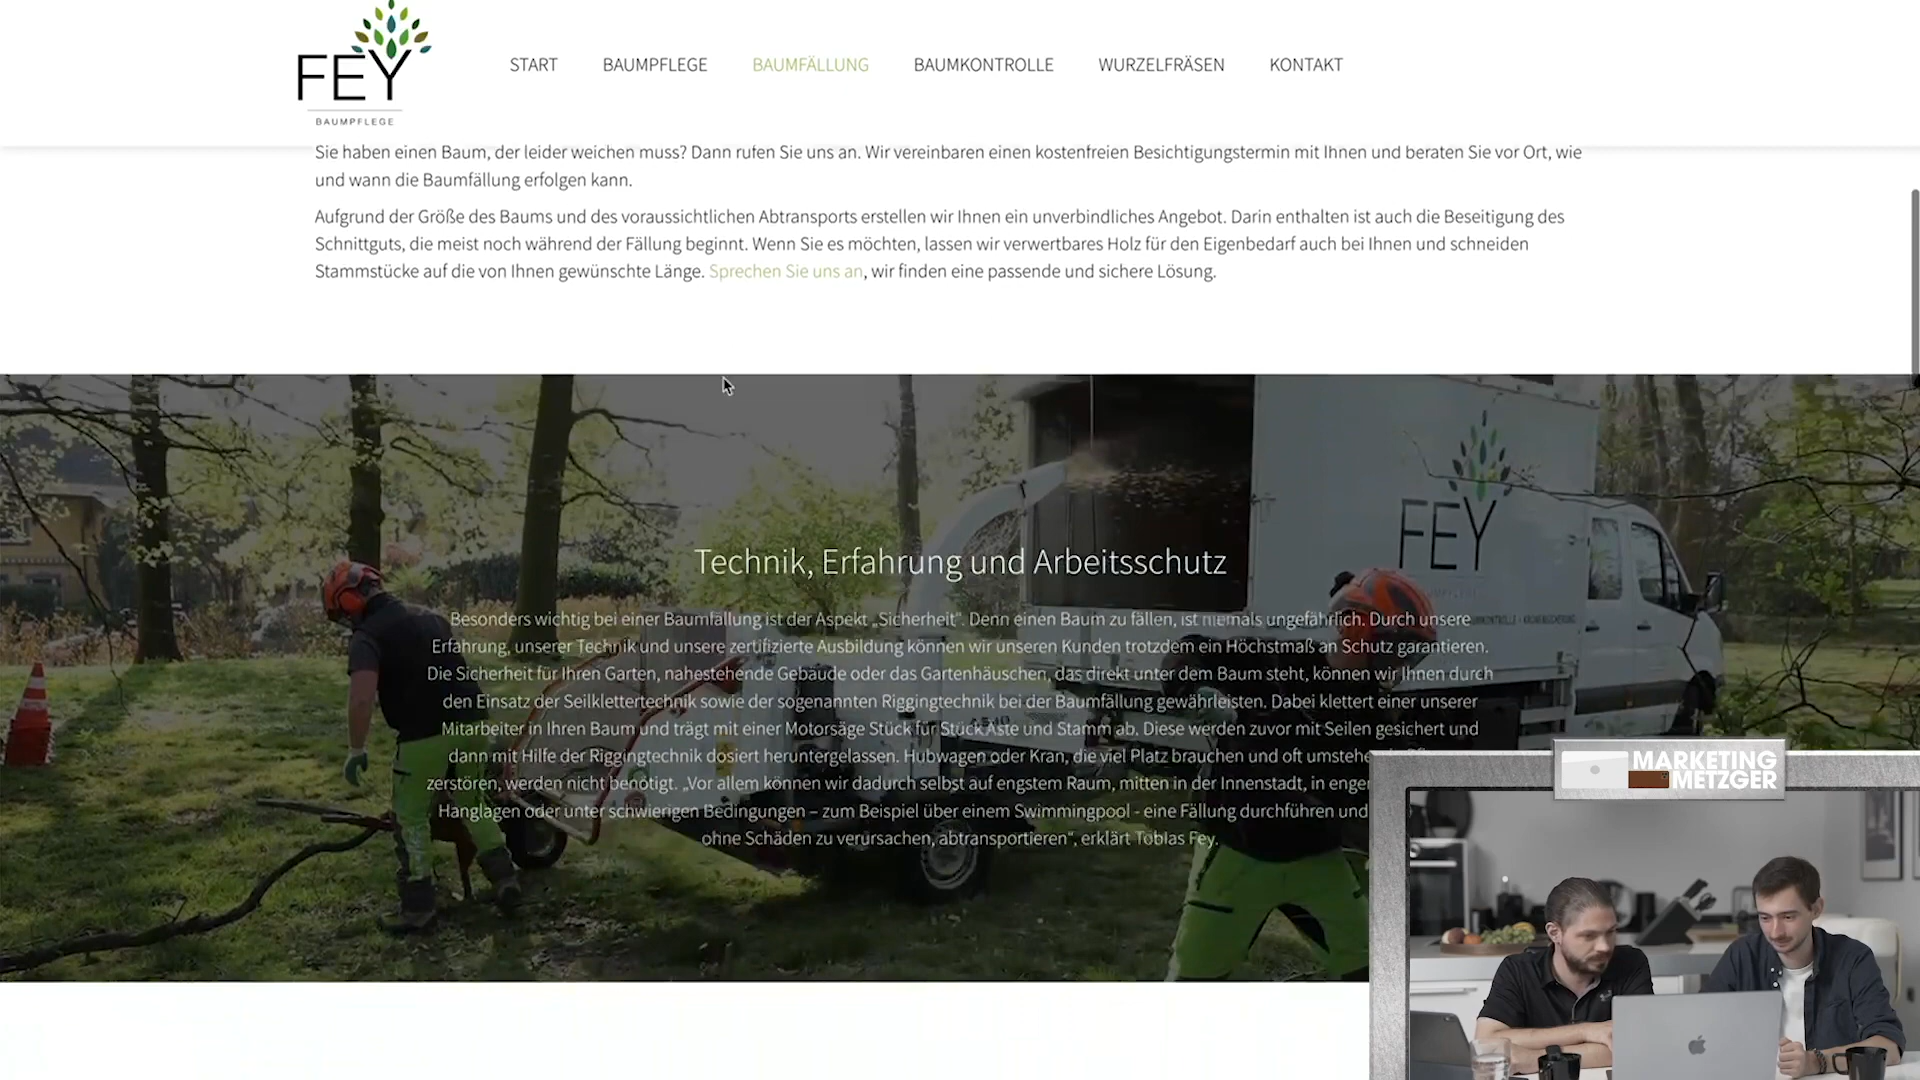 FEY
BAUMPFLEGE
START
BAUMPFLEGE
BAUMFÄLLUNG
BAUMKONTROLLE
WURZELFRÄSEN
KONTAKT
Sie haben einen Baum, der leider weichen muss? Dann rufen Sie uns an. Wir vereinbaren einen kostenfreien Besichtigungstermin mit Ihnen und beraten Sie vor Ort, wie
und wann die Baumfällung erfolgen kann.
Aufgrund der Größe des Baums und des voraussichtlichen Abtransports erstellen wir Ihnen ein unverbindliches Angebot. Darin enthalten ist auch die Beseitigung des
Schnittguts, die meist noch während der Fällung beginnt. Wenn Sie es möchten, lassen wir verwertbares Holz für den Eigenbedarf auch bei Ihnen und schneiden
Stammstücke auf die von Ihnen gewünschte Länge. Sprechen Sie uns an, wir finden eine passende und sichere Lösung.
FEY
Technik, Erfahrung und Arbeitsschutz
Besonders wichtig bei einer Baumfällung ist der Aspekt „Sicherheit“. Denn einen Baum zu fällen, ist niemals ungefährlich. Durch unsere
Erfahrung, unserer Technik und unsere zertifizierte Ausbildung können wir unseren Kunden trotzdem ein Höchstmaß an Schutz garantieren.
Die Sicherheit für Ihren Garten, nahestehende Gebäude oder das Gartenhäuschen, das direkt unter dem Baum steht, können wir Ihnen durch
den Einsatz der Seilklettertechnik sowie der sogenannten Riggingtechnik bei der Baumfällung gewährleisten. Dabei klettert einer unserer
Mitarbeiter in Ihren Baum und trägt mit einer Motorsäge Stück für Stück Äste und Stamm ab. Diese werden zuvor mit Seilen gesichert und
dann mit Hilfe der Riggingtechnik dosiert heruntergelassen. Hubwagen oder Kran, die viel Platz brauchen und oft umstehe
zerstören, werden nicht benötigt. „Vor allem können wir dadurch selbst auf engstem Raum, mitten in der Innenstadt, in enger
Hanglagen oder unter schwierigen Bedingungen – zum Beispiel über einem Swimmingpool - eine Fällung durchführen und
ohne Schäden zu verursachen, abtransportieren“, erklärt Tobias Fey.
MARKETING
METZGER